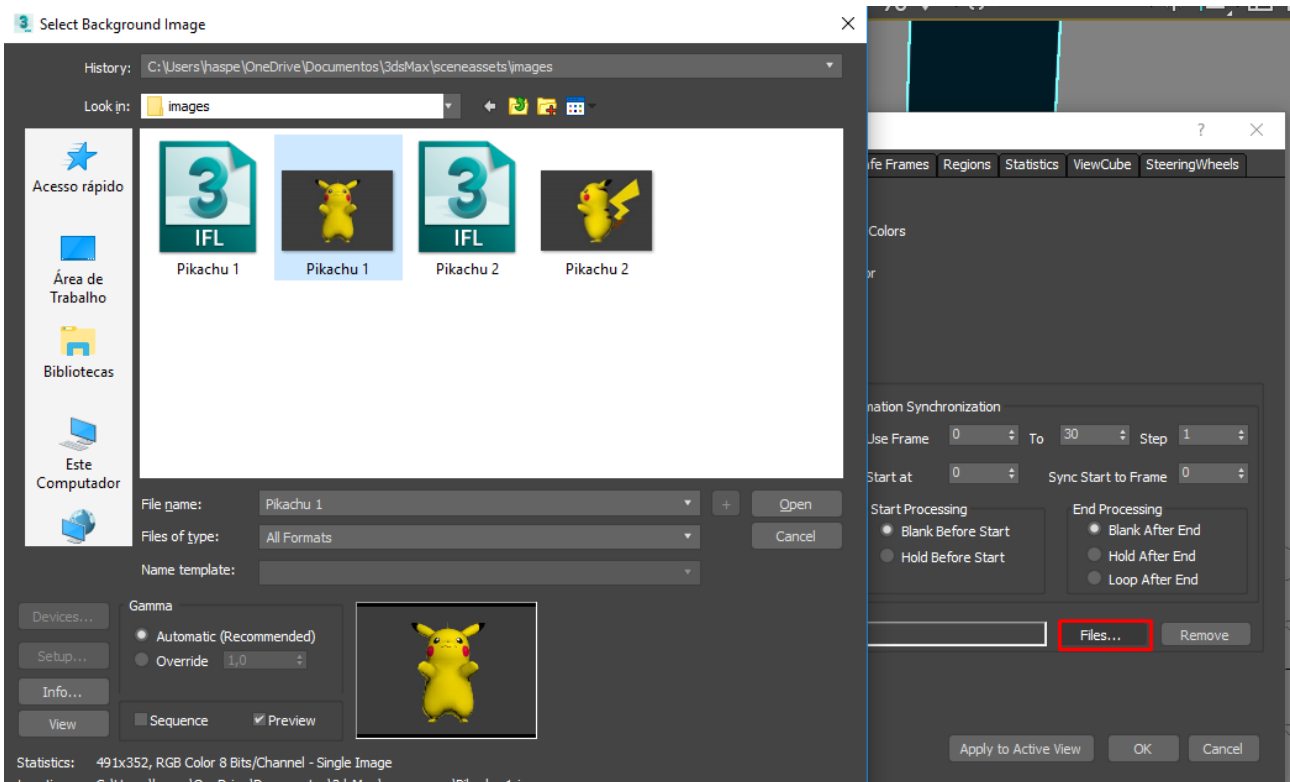 Select Background Image
History: C:\Users\haspe\OneDrive\Documentos\3dsMax\sceneassets\images
Look in: images
Acesso rápido
Área de
Trabalho
Bibliotecas
Este
Computador
IFL
Pikachu 1
Pikachu 1
IFL
Pikachu 2
Pikachu 2
File name: Pikachu 1
Open
Files of type: All Formats
Cancel
Name template:
Devices...
Setup...
Info...
View
Gamma
Automatic (Recommended)
Override 1,0
Sequence Preview
Statistics: 491x352, RGB Color 8 Bits/Channel - Single Image
Frames Regions Statistics ViewCube SteeringWheels
Colors
Synchronization
Use Frame 0 To 30 Step 1
Start at 0 Sync Start to Frame 0
Start Processing
Blank Before Start
Hold Before Start
End Processing
Blank After End
Hold After End
Loop After End
Files... Remove
Apply to Active View OK Cancel